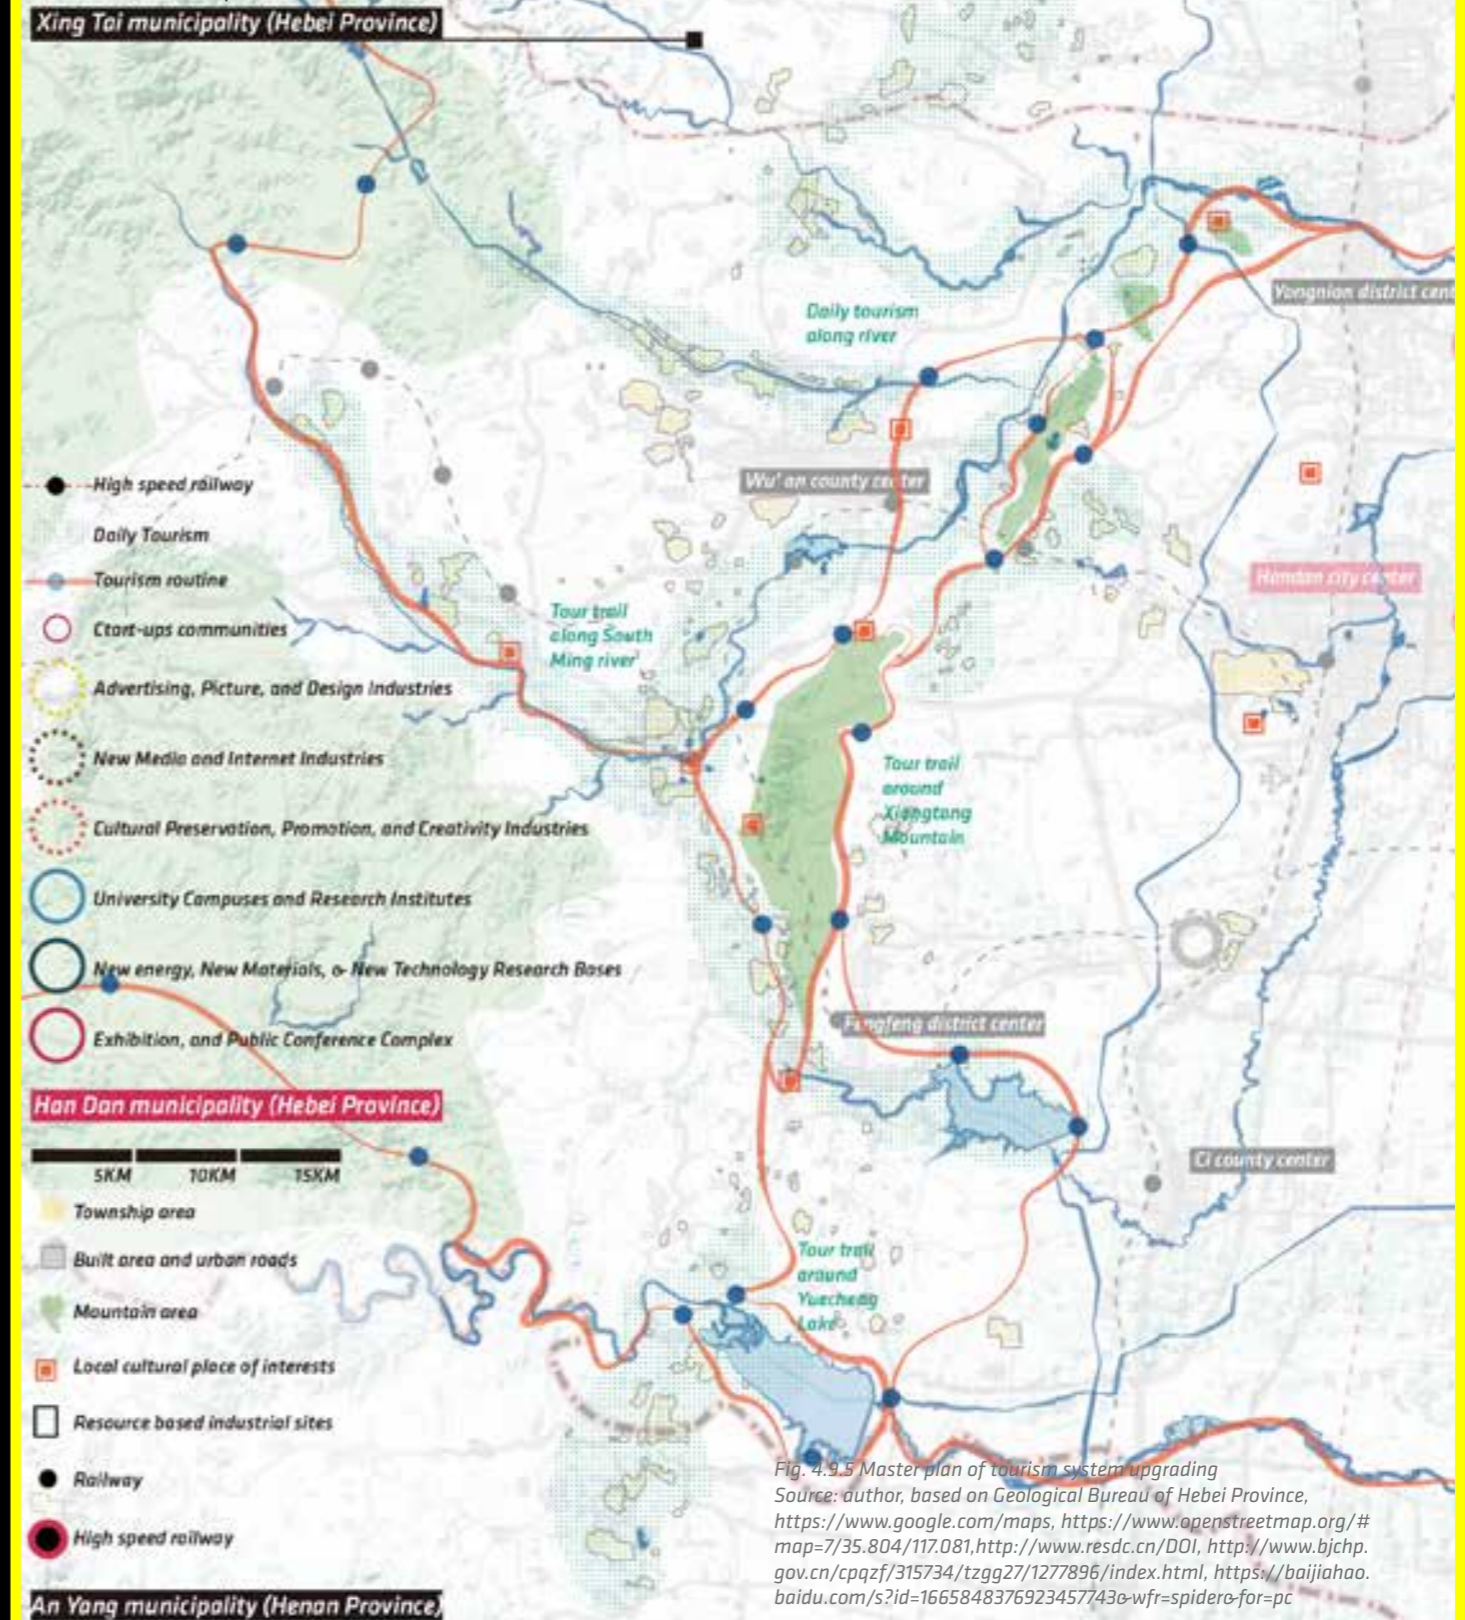 Xing Tai municipality (Hebei Province)
Yongnian district cent
Daily tourism
along river
Wu' an county center
High speed railway
Daily Tourism
Handan city center
Tourism routine
Tour trail
along South
Ming river
Ctart-ups communities
Advertising, Picture, and Design Industries
New Media and Internet Industries
Tour trail
around
Xiangtang
Mountain
Cultural Preservation, Promotion, and Creativity Industries
University Campuses and Research Institutes
New energy, New Materials, & New Technology Research Bases
Fengfeng district center
Exhibition, and Public Conference Complex
Han Dan municipality (Hebei Province)
5KM 10KM 15KM
Ci county center
Township area
Built area and urban roads
Tour trail
around
Yuecheng
Lake
Mountain area
Local cultural place of interests
Resource based industrial sites
Railway
High speed railway
Fig. 4.9.5 Master plan of tourism system upgrading
Source: author, based on Geological Bureau of Hebei Province,
https://www.google.com/maps, https://www.openstreetmap.org/#
map=7/35.804/117.081,http://www.resdc.cn/DOI, http://www.bjchp.
gov.cn/cpqzf/315734/tzgg27/1277896/index.html, https://baijiahao.
baidu.com/s?id=1665848376923457743&wfr=spider&for=pc
An Yang municipality (Henan Province)